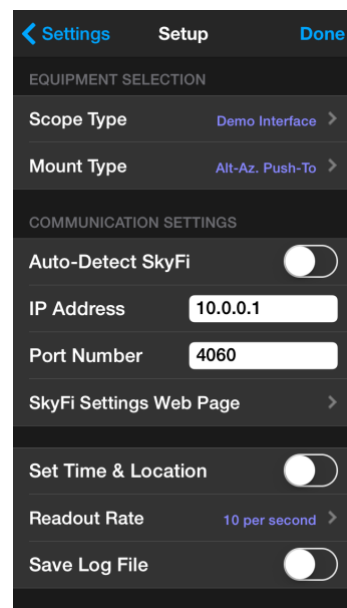 Settings Setup Done
EQUIPMENT SELECTION
Scope Type Demo Interface
Mount Type Alt-Az. Push-To
COMMUNICATION SETTINGS
Auto-Detect SkyFi
IP Address 10.0.0.1
Port Number 4060
SkyFi Settings Web Page
Set Time & Location
Readout Rate 10 per second
Save Log File